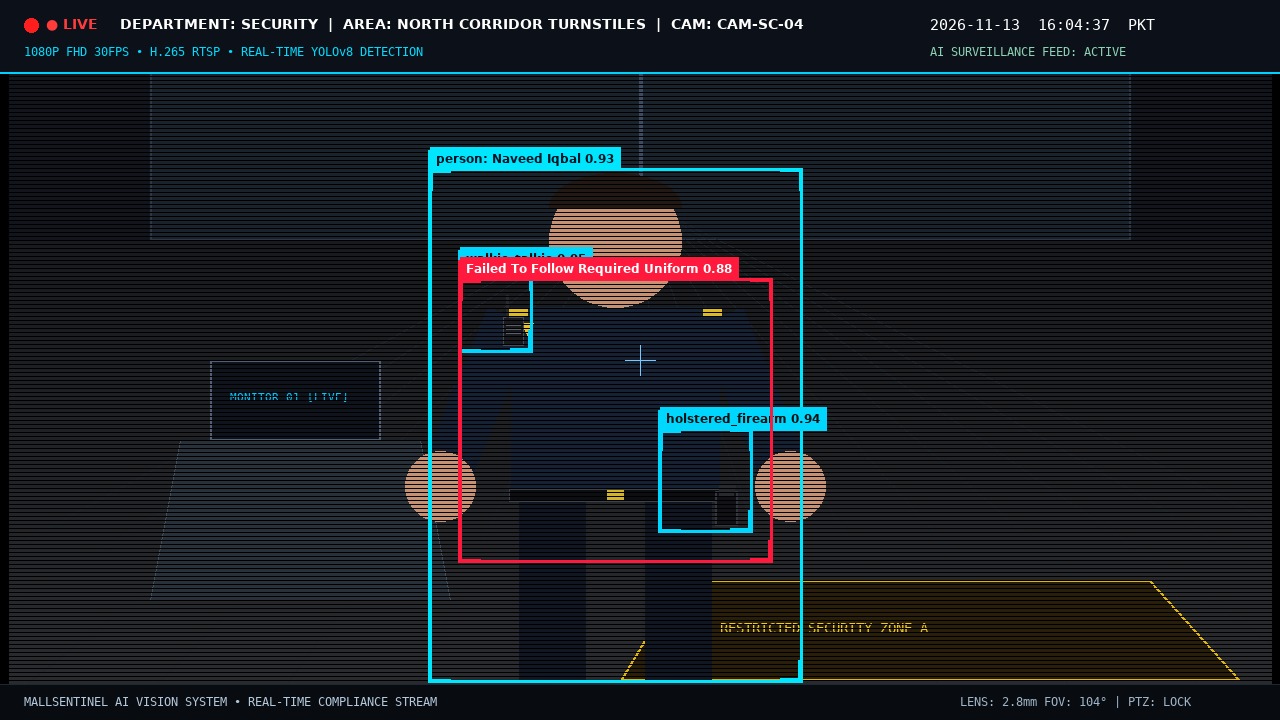 ● LIVE DEPARTMENT: SECURITY | AREA: NORTH CORRIDOR TURNSTILES | CAM: CAM-SC-04 2026-11-13 16:04:37 PKT
1080P FHD 30FPS • H.265 RTSP • REAL-TIME YOLOv8 DETECTION AI SURVEILLANCE FEED: ACTIVE
person: Naveed Iqbal 0.93
walkie_talkie 0.85
Failed To Follow Required Uniform 0.88
MONITOR 01 [LIVE]
holstered_firearm 0.94
RESTRICTED SECURITY ZONE A
MALLSENTINEL AI VISION SYSTEM • REAL-TIME COMPLIANCE STREAM LENS: 2.8mm FOV: 104° | PTZ: LOCK